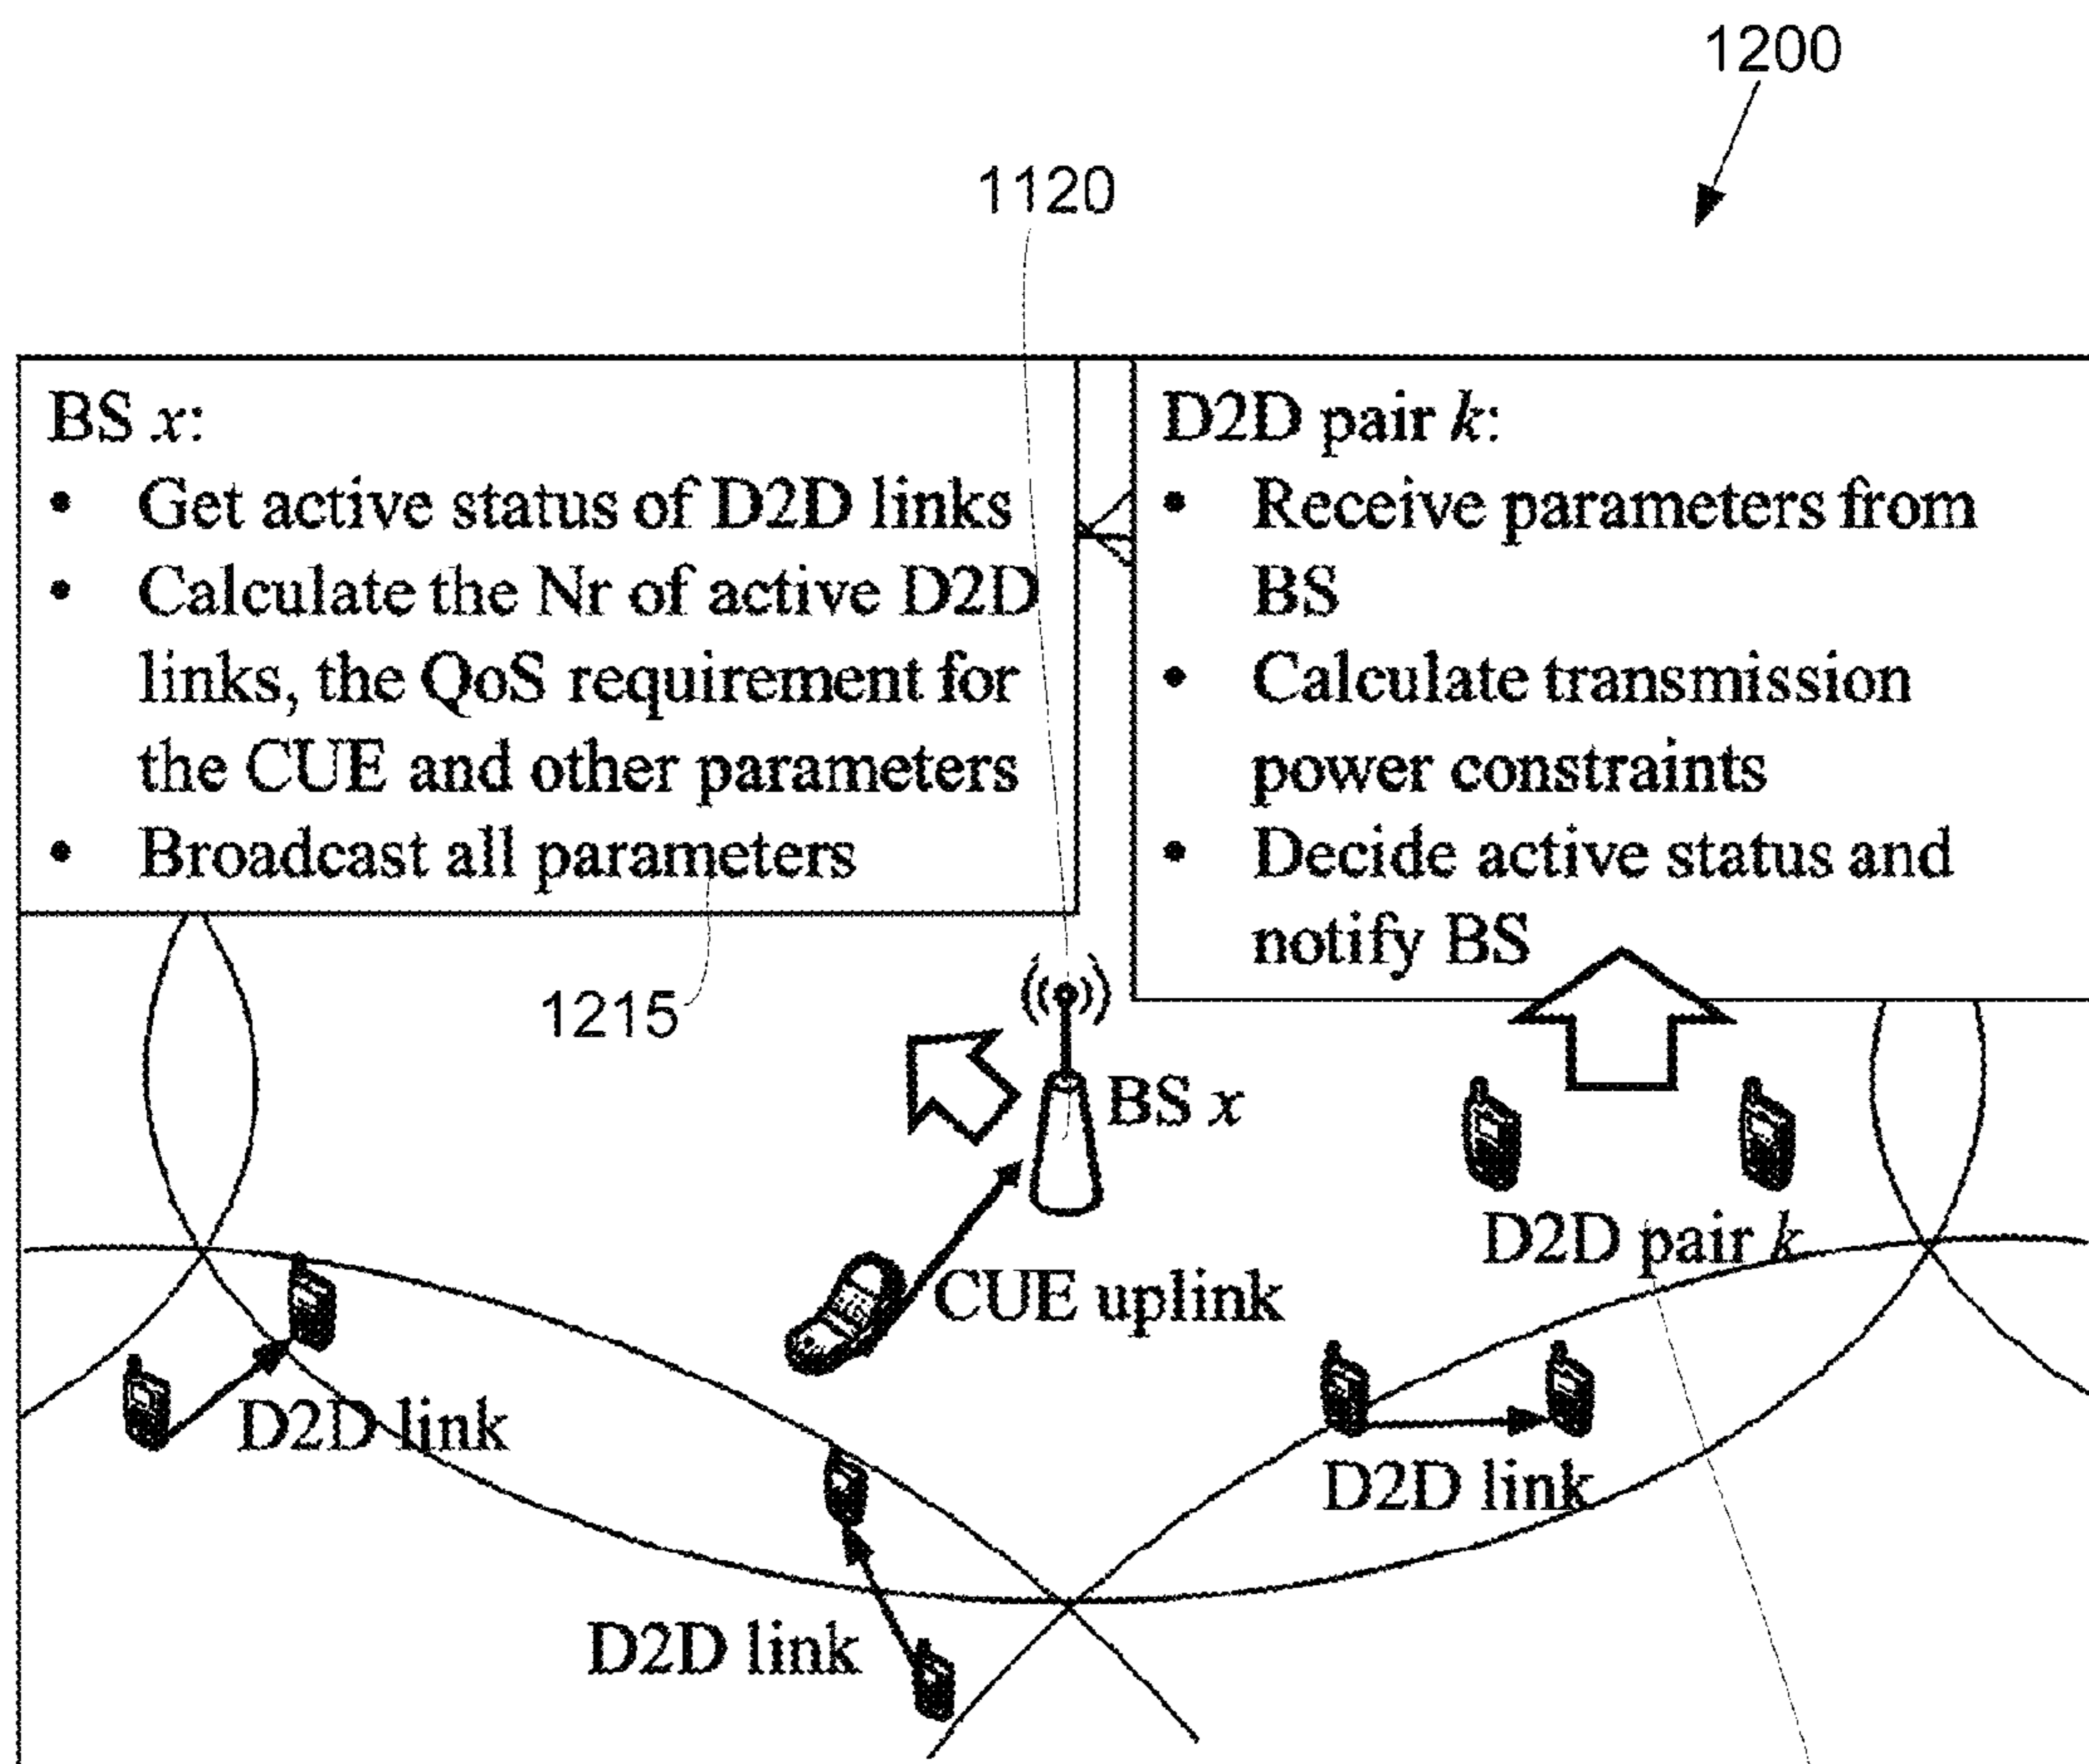 1200
1120
BS x:
• Get active status of D2D links
• Calculate the Nr of active D2D
links, the QoS requirement for
the CUE and other parameters
• Broadcast all parameters
D2D pair k:
• Receive parameters from
BS
• Calculate transmission
power constraints
• Decide active status and
notify BS
1215
BS x
D2D pair k
CUE uplink
D2D link
D2D link
D2D link